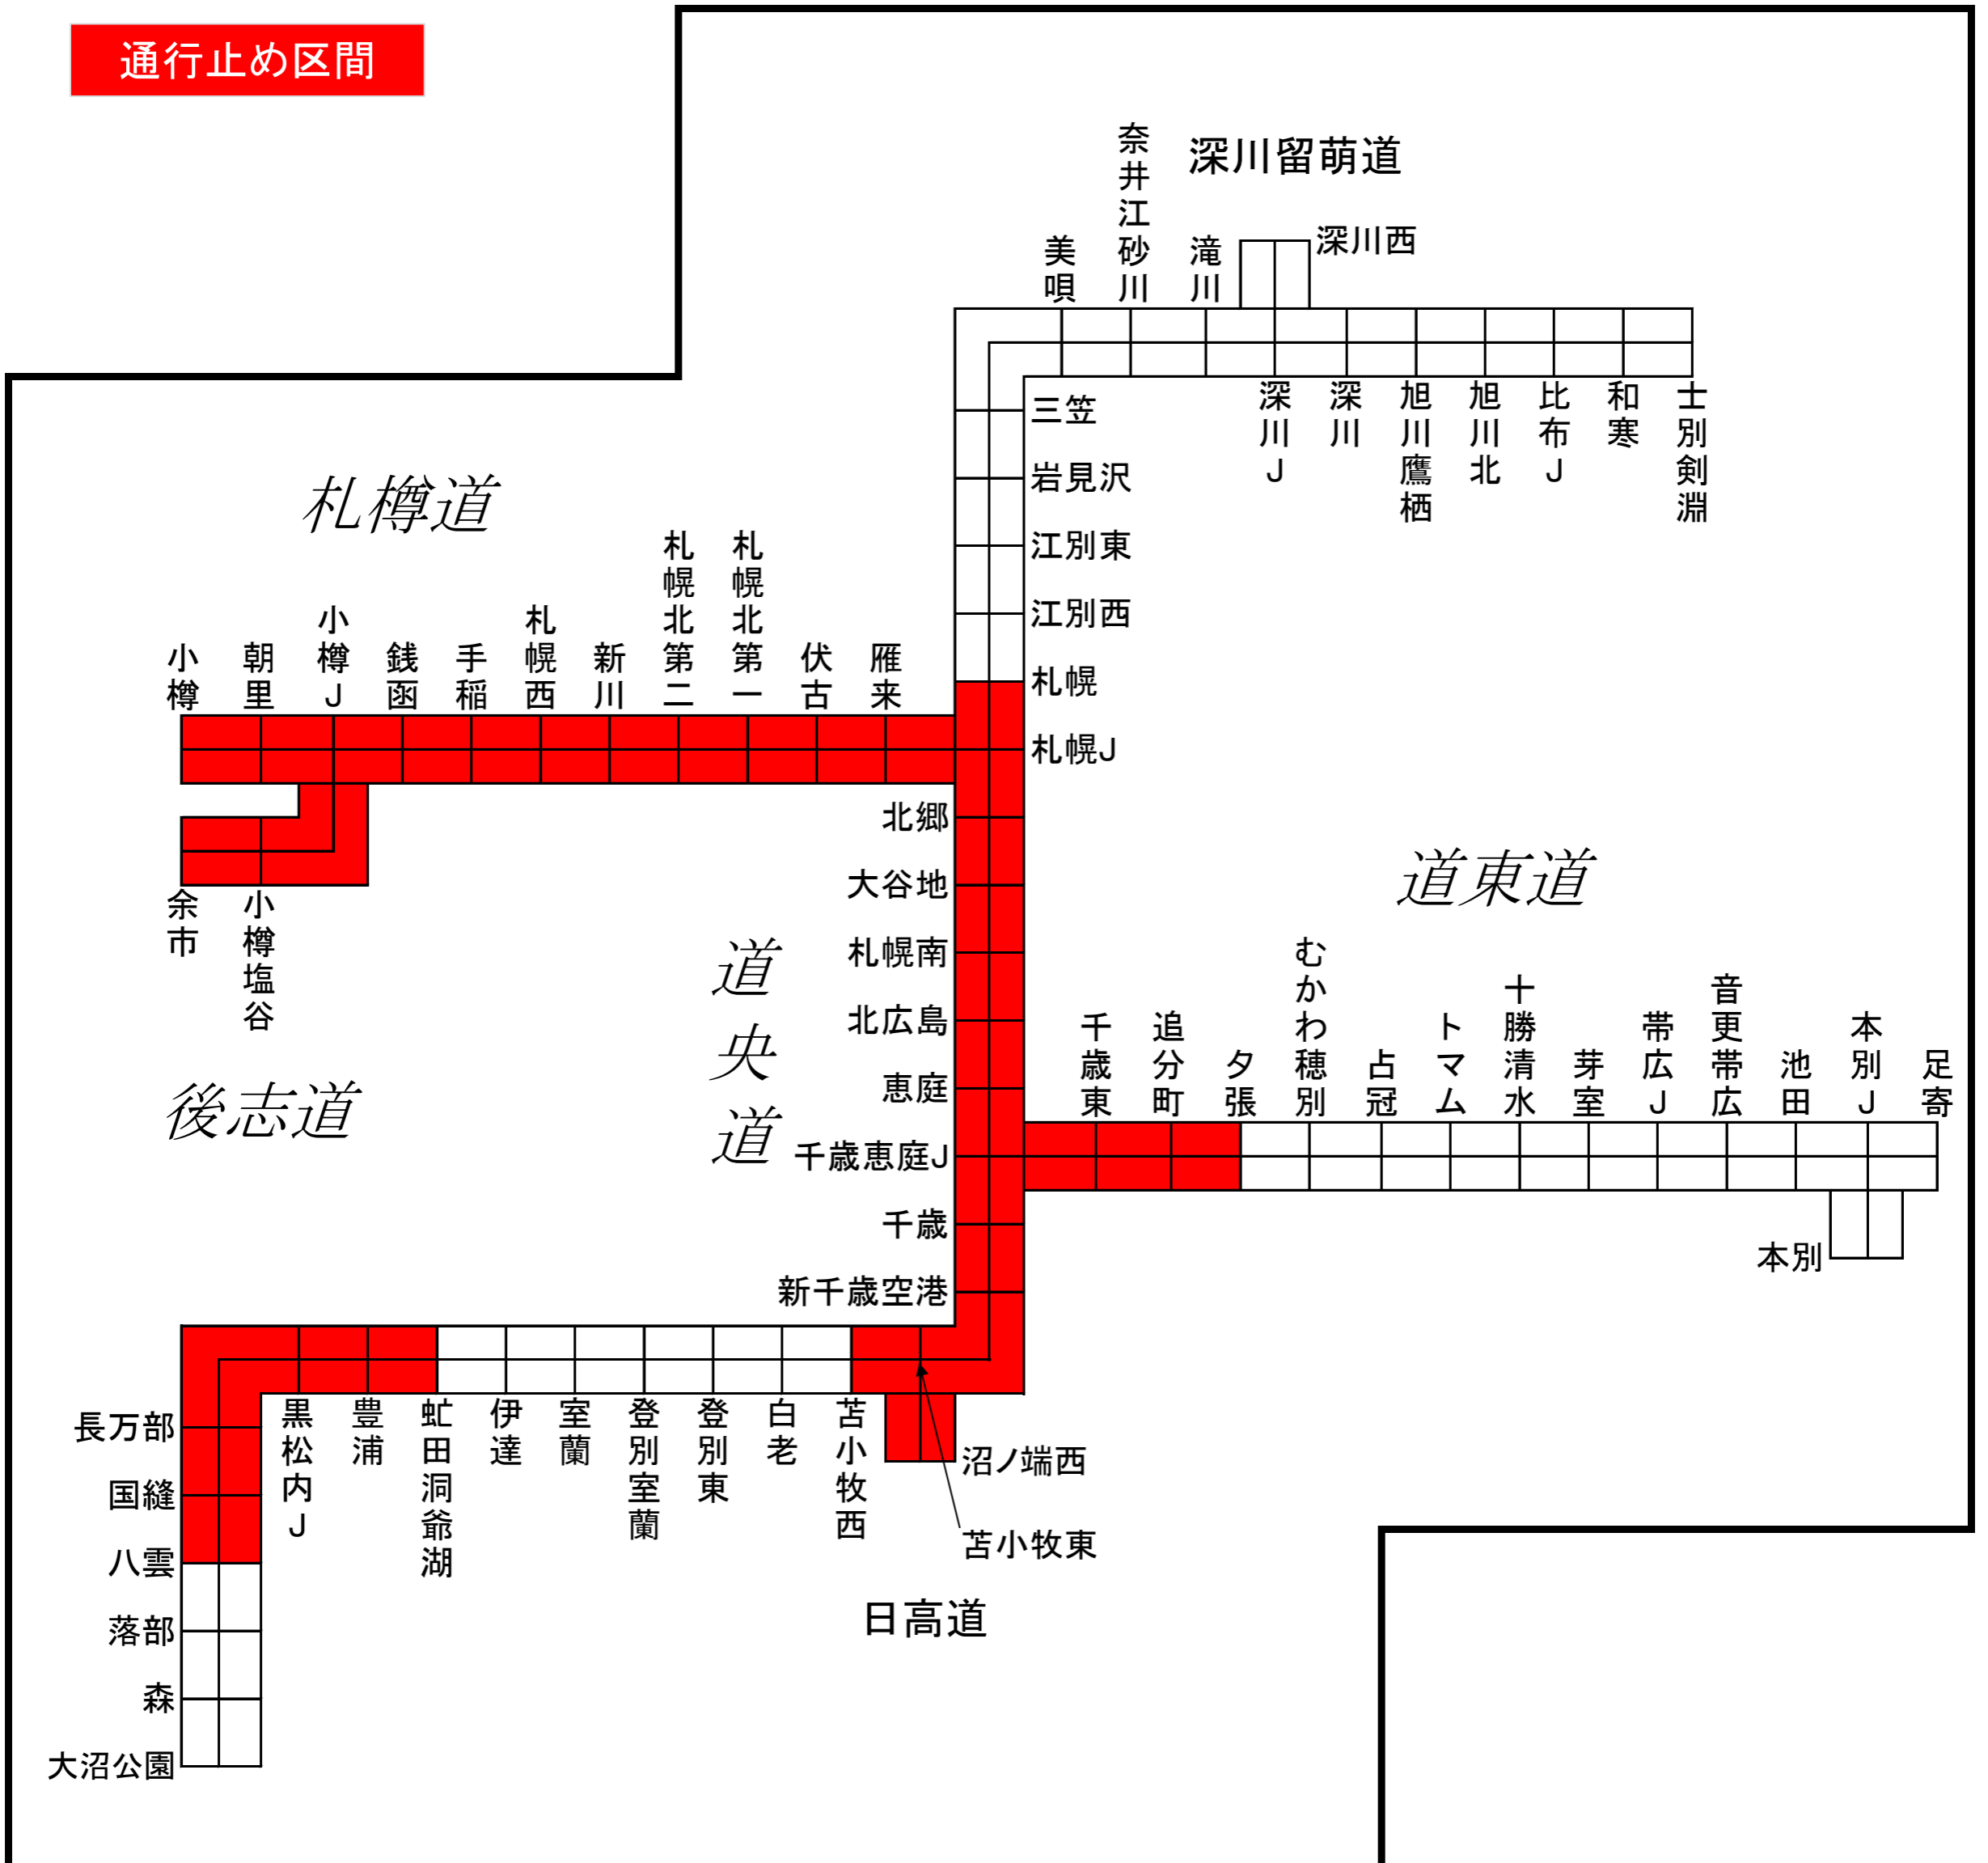 通行止め区間
深川留萌道
奈井江砂川
美唄
滝川
深川西
深川J
深川
旭川鷹栖
旭川北
比布J
和寒
士別剣淵
三笠
岩見沢
江別東
江別西
札幌
札幌J
札樽道
小樽
朝里
小樽J
銭函
手稲
札幌西
新川
札幌北第二
札幌北第一
伏古
雁来
余市
小樽塩谷
後志道
道央道
北郷
大谷地
札幌南
北広島
恵庭
千歳恵庭J
千歳
新千歳空港
道東道
千歳東
追分町
夕張
むかわ穂別
占冠
トマム
十勝清水
芽室
帯広J
音更帯広
池田
本別J
足寄
本別
長万部
国縫
八雲
落部
森
大沼公園
黒松内J
豊浦
虻田洞爺湖
伊達
室蘭
登別室蘭
登別東
白老
苫小牧西
沼ノ端西
苫小牧東
日高道